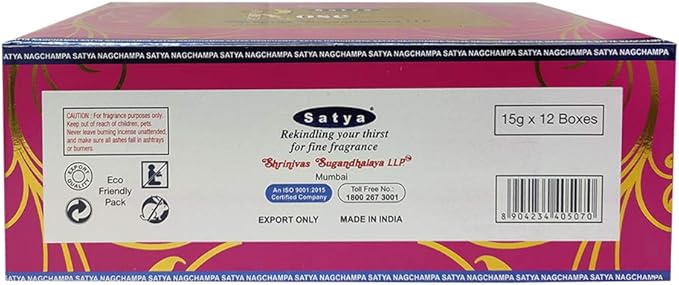 Rose
SATYA NAGCHAMPA SATYA NAGCHAMPA SATYA NAGCHAMPA SATYA NAGCHAMPA SATYA NAGCHAMPA SATYA NAGCHAMPA SATYA NAGCHAMPA
CAUTION : For fragrance purposes only.
Keep out of reach of children, pets.
Never leave burning incense unattended,
and make sure all ashes fall in ashtrays
or burners.
EXPORT
QUALITY
Eco
Friendly
Pack
Satya
Rekindling your thirst
for fine fragrance
Shrinivas Sugandhalaya LLP
Mumbai
An ISO 9001:2015
Certified Company
Toll Free No.:
1800 267 3001
EXPORT ONLY MADE IN INDIA
15g x 12 Boxes
8 904234 405070
SATYA NAGCHAMPA SATYA NAGCHAMPA SATYA NAGCHAMPA SATYA NAGCHAMPA SATYA NAGCHAMPA SATYA NAGCHAMPA SATYA NAGCHAMPA